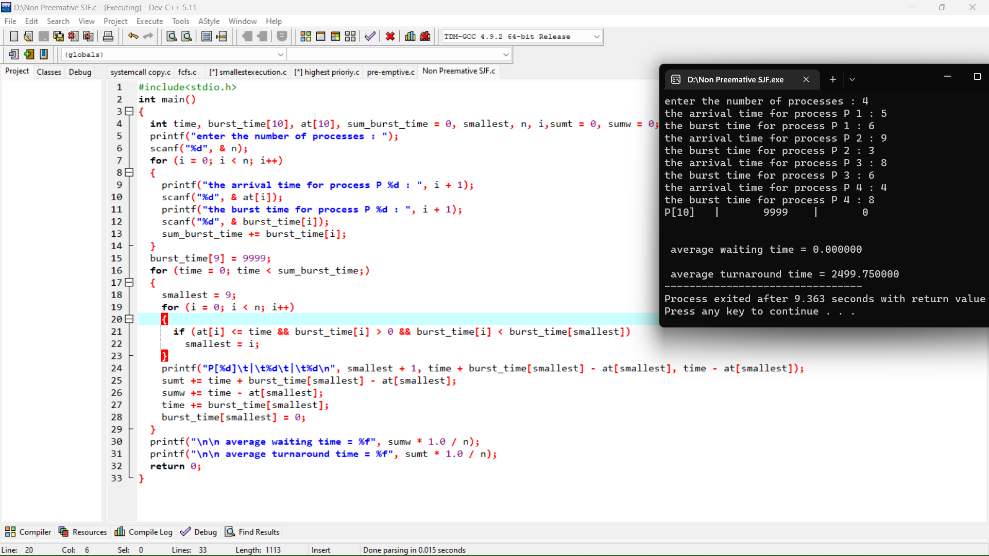 D:\Non Preemative SJF.c - [Executing] - Dev-C++ 5.11
File Edit Search View Project Execute Tools AStyle Window Help
TDM-GCC 4.9.2 64-bit Release
(globals)
Project Classes Debug
systemcall copy.c fcfs.c [*] smallestexecution.c [*] highest prioriy.c pre-emptive.c Non Preemative SJF.c
1 #include<stdio.h>
2 int main()
3 {
4 int time, burst_time[10], at[10], sum_burst_time = 0, smallest, n, i,sumt = 0, sumw = 0;
5 printf("enter the number of processes : ");
6 scanf("%d", & n);
7 for (i = 0; i < n; i++)
8 {
9 printf("the arrival time for process P %d : ", i + 1);
10 scanf("%d", & at[i]);
11 printf("the burst time for process P %d : ", i + 1);
12 scanf("%d", & burst_time[i]);
13 sum_burst_time += burst_time[i];
14 }
15 burst_time[9] = 9999;
16 for (time = 0; time < sum_burst_time;)
17 {
18 smallest = 9;
19 for (i = 0; i < n; i++)
20 {
21 if (at[i] <= time && burst_time[i] > 0 && burst_time[i] < burst_time[smallest])
22 smallest = i;
23 }
24 printf("P[%d]\t|\t%d\t|\t%d\n", smallest + 1, time + burst_time[smallest] - at[smallest], time - at[smallest]);
25 sumt += time + burst_time[smallest] - at[smallest];
26 sumw += time - at[smallest];
27 time += burst_time[smallest];
28 burst_time[smallest] = 0;
29 }
30 printf("\n\n average waiting time = %f", sumw * 1.0 / n);
31 printf("\n\n average turnaround time = %f", sumt * 1.0 / n);
32 return 0;
33 }
D:\Non Preemative SJF.exe
enter the number of processes : 4
the arrival time for process P 1 : 5
the burst time for process P 1 : 6
the arrival time for process P 2 : 9
the burst time for process P 2 : 3
the arrival time for process P 3 : 8
the burst time for process P 3 : 6
the arrival time for process P 4 : 4
the burst time for process P 4 : 8
P[10] | 9999 | 0
average waiting time = 0.000000
average turnaround time = 2499.750000
--------------------------------
Process exited after 9.363 seconds with return value
Press any key to continue . . .
Compiler Resources Compile Log Debug Find Results
Line: 20 Col: 6 Sel: 0 Lines: 33 Length: 1113 Insert Done parsing in 0.015 seconds